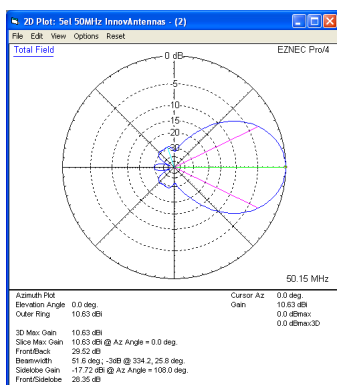 2D Plot: 5el 50MHz InnovAntennas - (2)
File Edit View Options Reset
Total Field
EZNEC Pro/4
0 dB
-5
-10
-15
-20
-30
50.15 MHz
Azimuth Plot
Cursor Az 0.0 deg.
Elevation Angle 0.0 deg.
Gain 10.63 dBi
Outer Ring 10.63 dBi
0.0 dBmax
0.0 dBmax3D
3D Max Gain 10.63 dBi
Slice Max Gain 10.63 dBi @ Az Angle = 0.0 deg.
Front/Back 29.52 dB
Beamwidth 51.6 deg.; -3dB @ 334.2, 25.8 deg.
Sidelobe Gain -17.72 dBi @ Az Angle = 108.0 deg.
Front/Sidelobe 28.35 dB